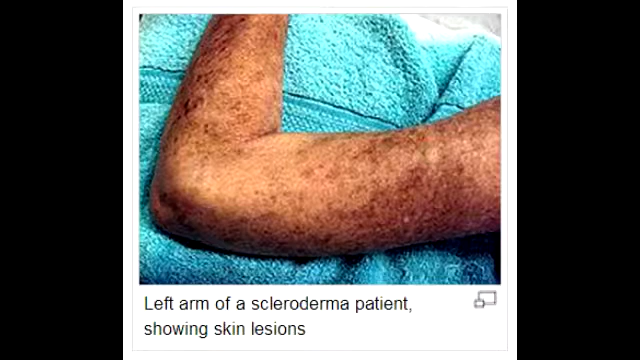 Left arm of a scleroderma patient,
showing skin lesions